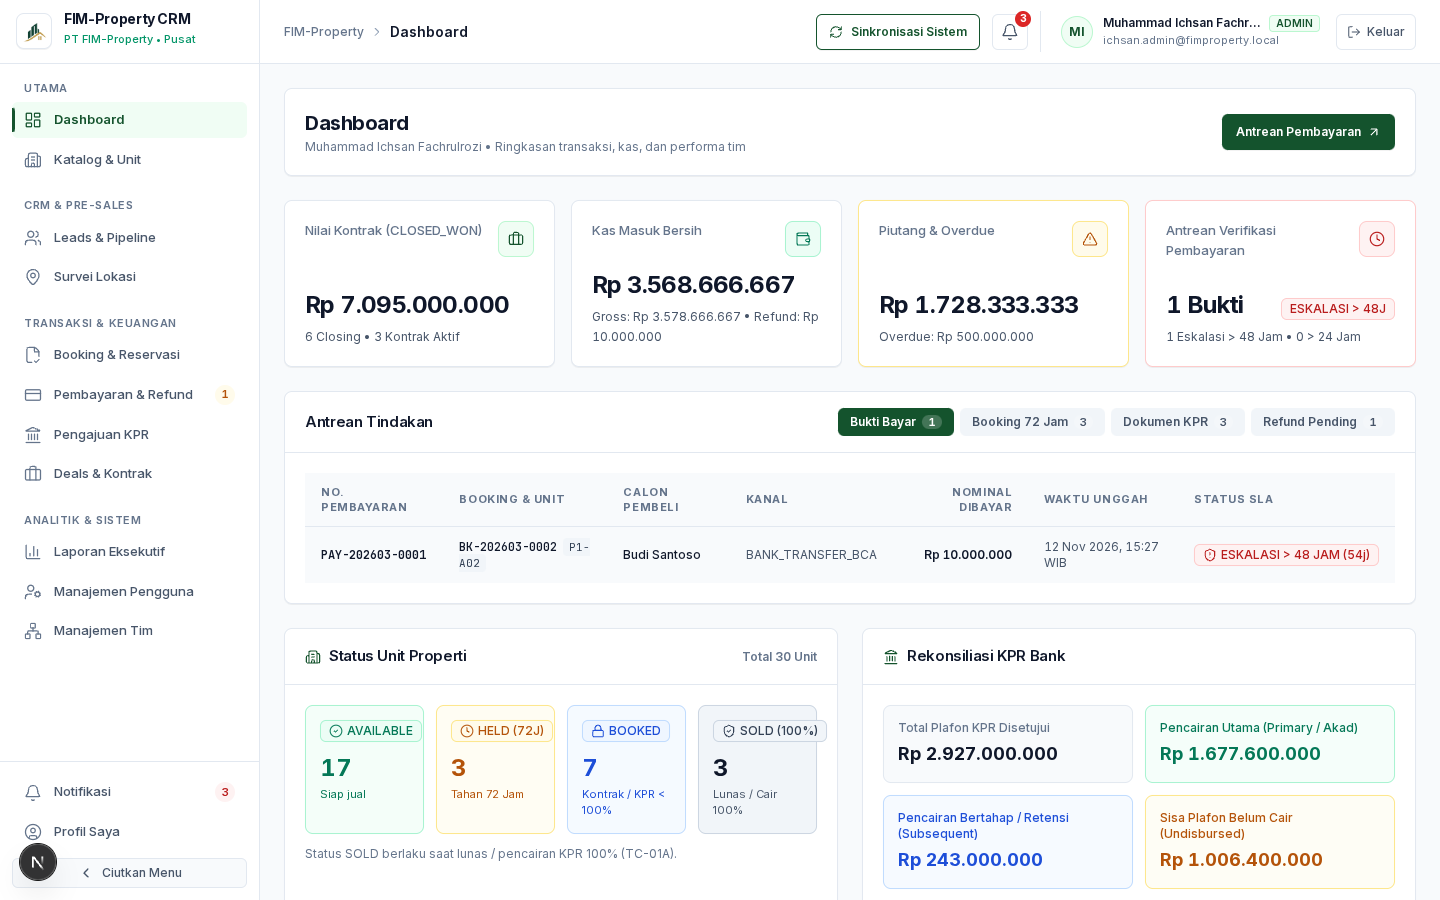 FIM-Property CRM
PT FIM-Property • Pusat
FIM-Property > Dashboard
Sinkronisasi Sistem
3
MI
Muhammad Ichsan Fachr... ADMIN
ichsan.admin@fimproperty.local
Keluar
UTAMA
Dashboard
Katalog & Unit
CRM & PRE-SALES
Leads & Pipeline
Survei Lokasi
TRANSAKSI & KEUANGAN
Booking & Reservasi
Pembayaran & Refund 1
Pengajuan KPR
Deals & Kontrak
ANALITIK & SISTEM
Laporan Eksekutif
Manajemen Pengguna
Manajemen Tim
Notifikasi 3
Profil Saya
N
Ciutkan Menu
Dashboard
Muhammad Ichsan Fachrulrozi • Ringkasan transaksi, kas, dan performa tim
Antrean Pembayaran
Nilai Kontrak (CLOSED_WON)
Rp 7.095.000.000
6 Closing • 3 Kontrak Aktif
Kas Masuk Bersih
Rp 3.568.666.667
Gross: Rp 3.578.666.667 • Refund: Rp
10.000.000
Piutang & Overdue
Rp 1.728.333.333
Overdue: Rp 500.000.000
Antrean Verifikasi
Pembayaran
1 Bukti ESKALASI > 48J
1 Eskalasi > 48 Jam • 0 > 24 Jam
Antrean Tindakan
Bukti Bayar 1
Booking 72 Jam 3
Dokumen KPR 3
Refund Pending 1
NO.
PEMBAYARAN
BOOKING & UNIT
CALON
PEMBELI
KANAL
NOMINAL
DIBAYAR
WAKTU UNGGAH
STATUS SLA
PAY-202603-0001
BK-202603-0002 P1-
A02
Budi Santoso
BANK_TRANSFER_BCA
Rp 10.000.000
12 Nov 2026, 15:27
WIB
ESKALASI > 48 JAM (54j)
Status Unit Properti
Total 30 Unit
AVAILABLE
17
Siap jual
HELD (72J)
3
Tahan 72 Jam
BOOKED
7
Kontrak / KPR <
100%
SOLD (100%)
3
Lunas / Cair
100%
Status SOLD berlaku saat lunas / pencairan KPR 100% (TC-01A).
Rekonsiliasi KPR Bank
Total Plafon KPR Disetujui
Rp 2.927.000.000
Pencairan Utama (Primary / Akad)
Rp 1.677.600.000
Pencairan Bertahap / Retensi
(Subsequent)
Rp 243.000.000
Sisa Plafon Belum Cair
(Undisbursed)
Rp 1.006.400.000